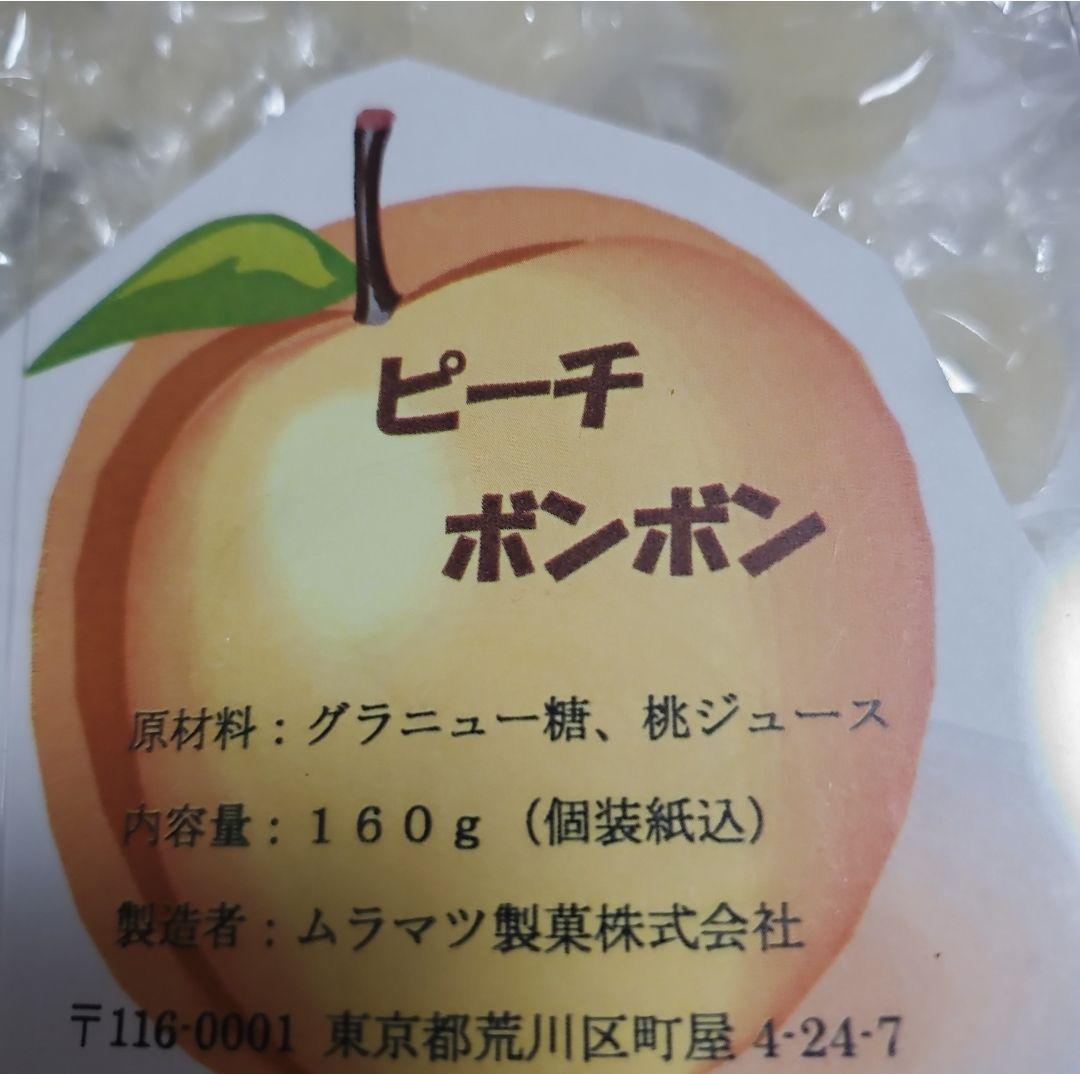 ピーチ
ボンボン
原材料：グラニュー糖、桃ジュース
内容量：１６０ｇ（個装紙込）
製造者：ムラマツ製菓株式会社
〒116-0001 東京都荒川区町屋 4-24-7